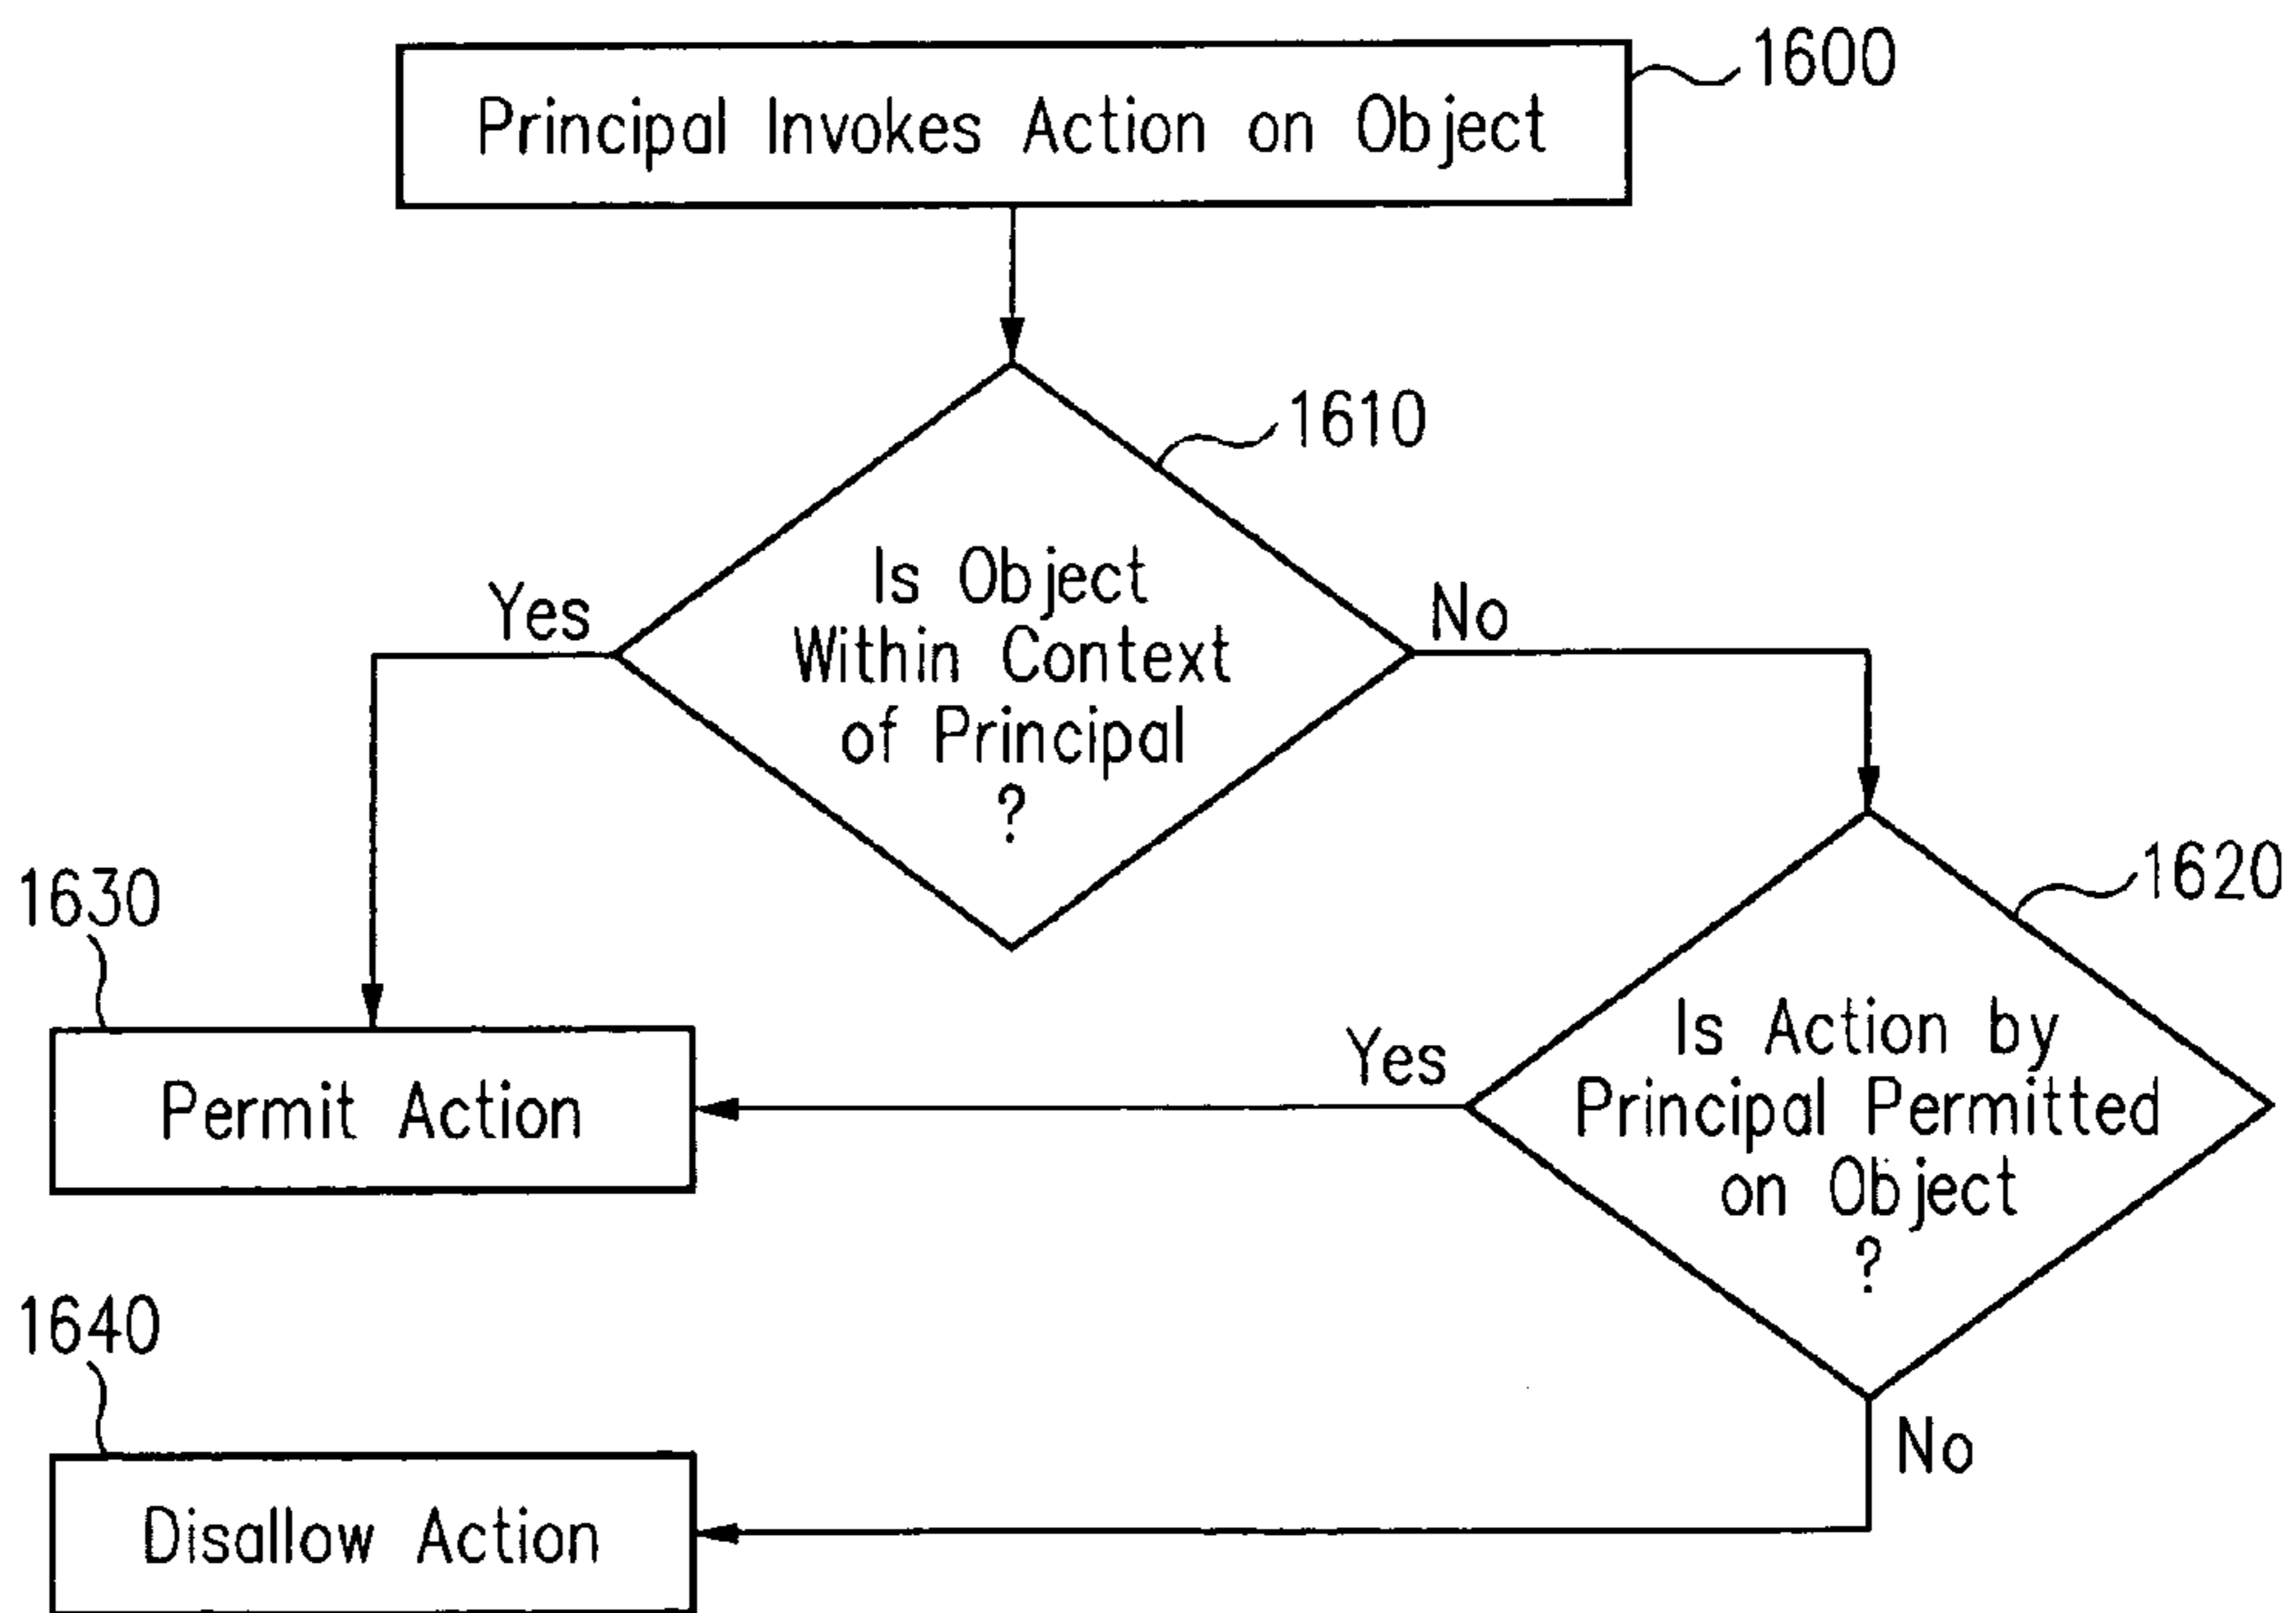 Principal Invokes Action on Object
1600
1610
Is Object
Within Context
of Principal
?
Yes
No
1620
1630
Is Action by
Principal Permitted
on Object
?
Yes
Permit Action
No
1640
Disallow Action